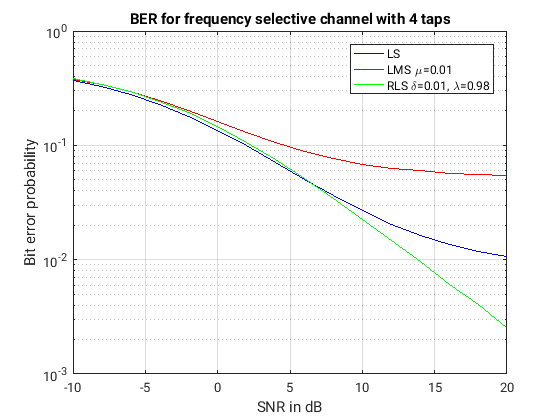 BER for frequency selective channel with 4 taps
LS
LMS μ=0.01
RLS δ=0.01, λ=0.98
Bit error probability
10^0
10^-1
10^-2
10^-3
-10 -5 0 5 10 15 20
SNR in dB